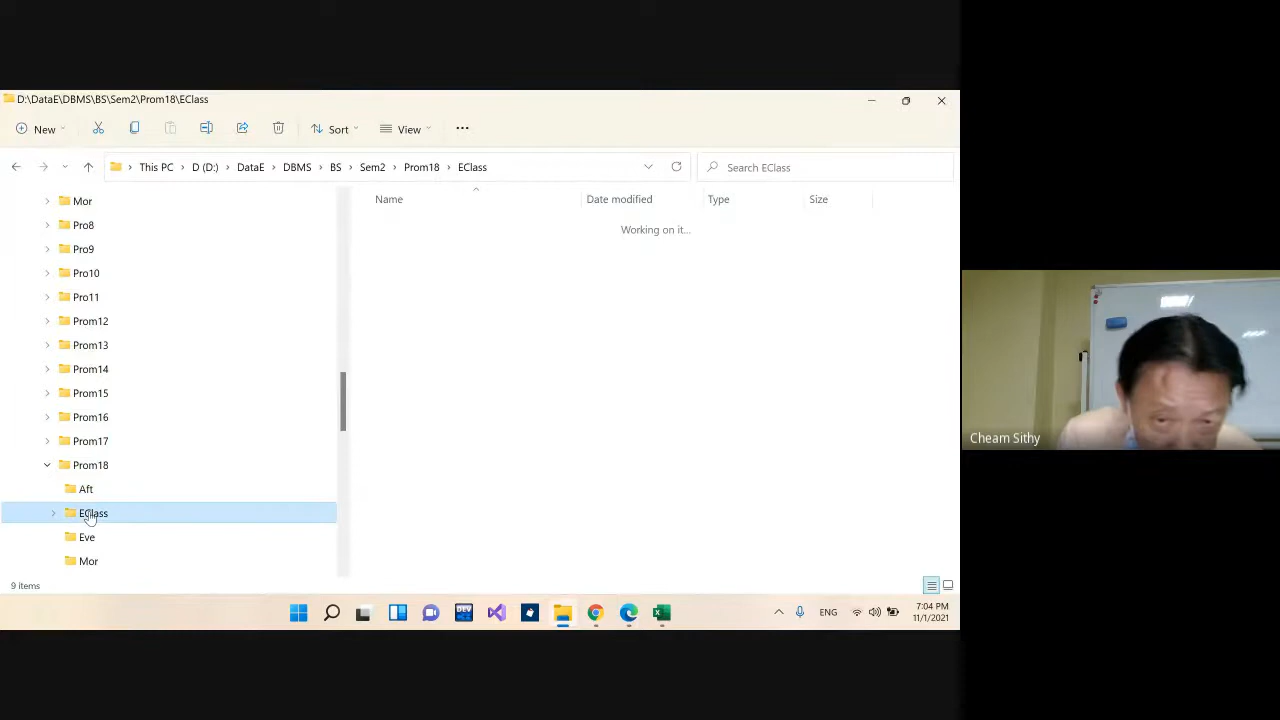 D:\DataE\DBMS\BS\Sem2\Prom18\EClass
New Sort View
This PC D (D:) DataE DBMS BS Sem2 Prom18 EClass Search EClass
Name Date modified Type Size
Working on it...
Mor
Pro8
Pro9
Pro10
Pro11
Prom12
Prom13
Prom14
Prom15
Prom16
Prom17
Prom18
Aft
EClass
Eve
Mor
9 items
DEV
ENG
7:04 PM
11/1/2021
Cheam Sithy